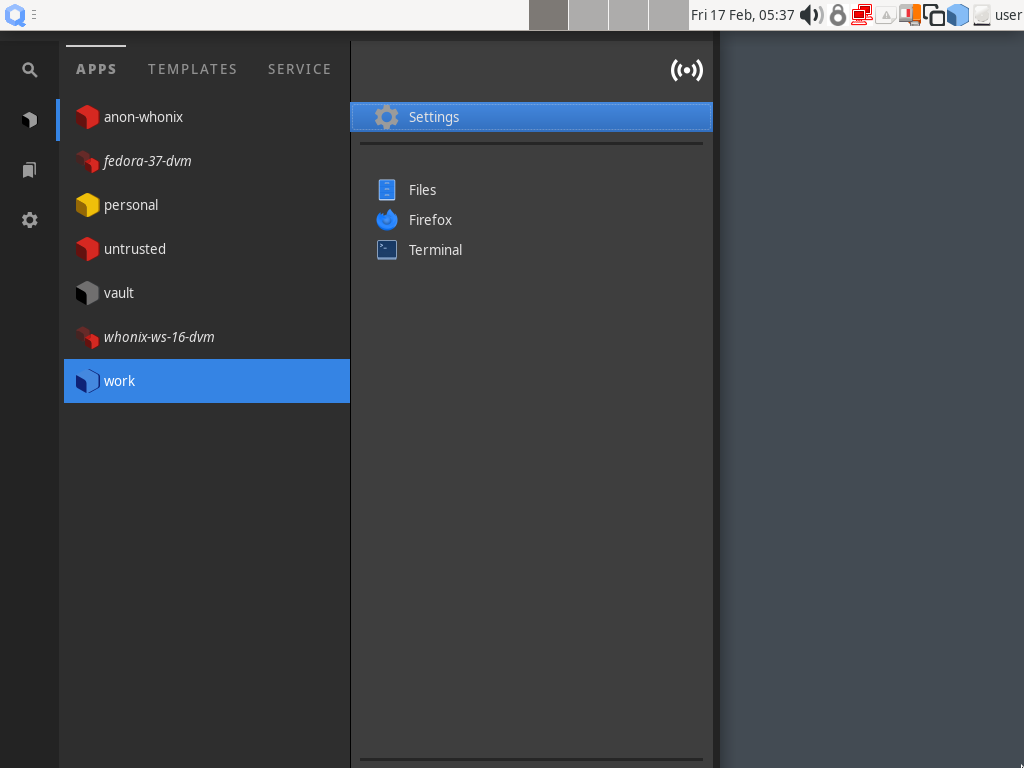 Fri 17 Feb, 05:37 user
APPS TEMPLATES SERVICE
anon-whonix
fedora-37-dvm
personal
untrusted
vault
whonix-ws-16-dvm
work
Settings
Files
Firefox
Terminal